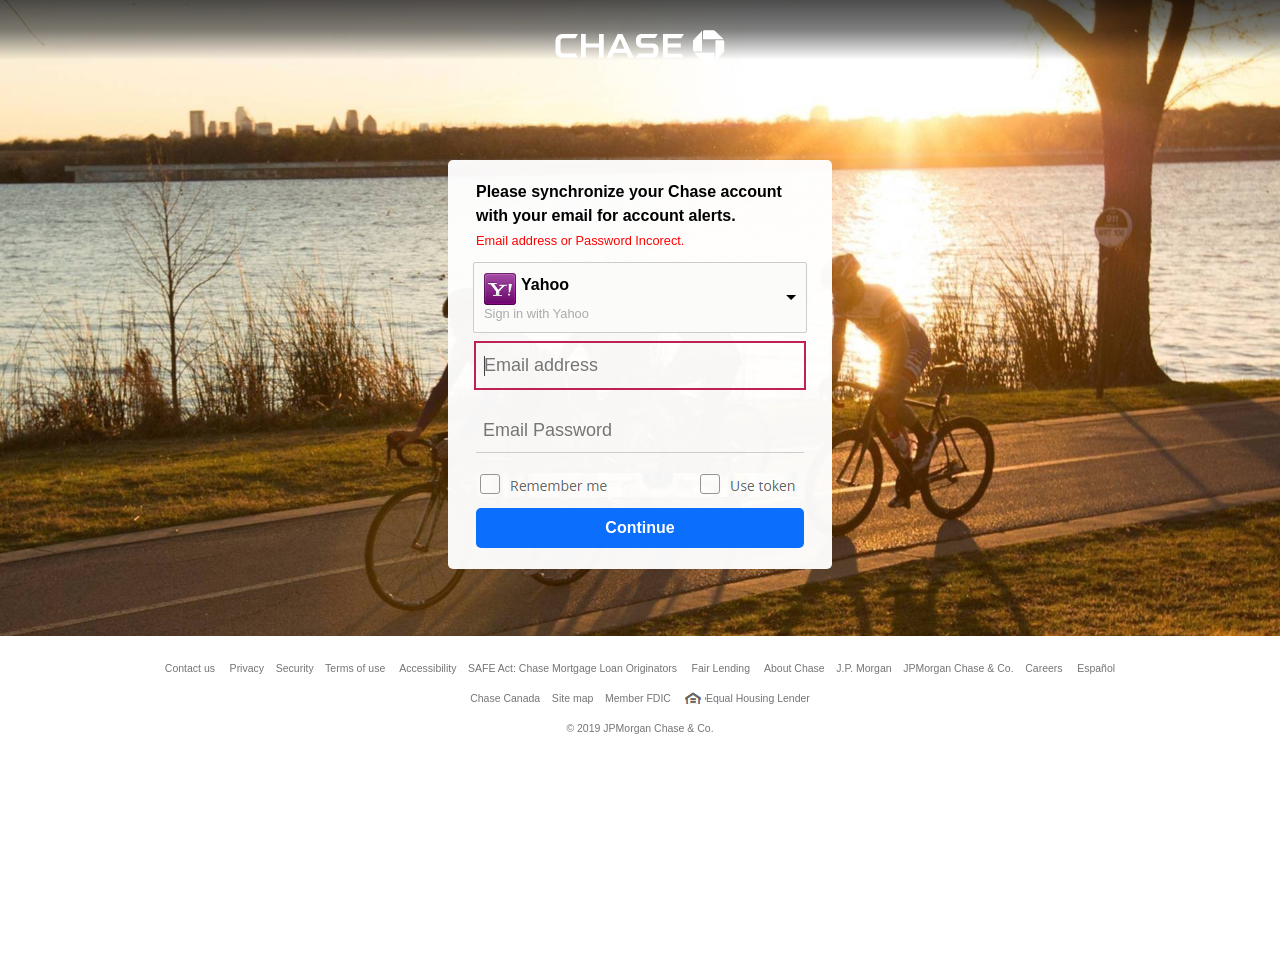 CHASE
Please synchronize your Chase account
with your email for account alerts.
Email address or Password Incorect.
Y!
Yahoo
Sign in with Yahoo
Email address
Email Password
Remember me Use token
Continue
Contact us Privacy Security Terms of use Accessibility SAFE Act: Chase Mortgage Loan Originators Fair Lending About Chase J.P. Morgan JPMorgan Chase & Co. Careers Español
Chase Canada Site map Member FDIC Equal Housing Lender
© 2019 JPMorgan Chase & Co.